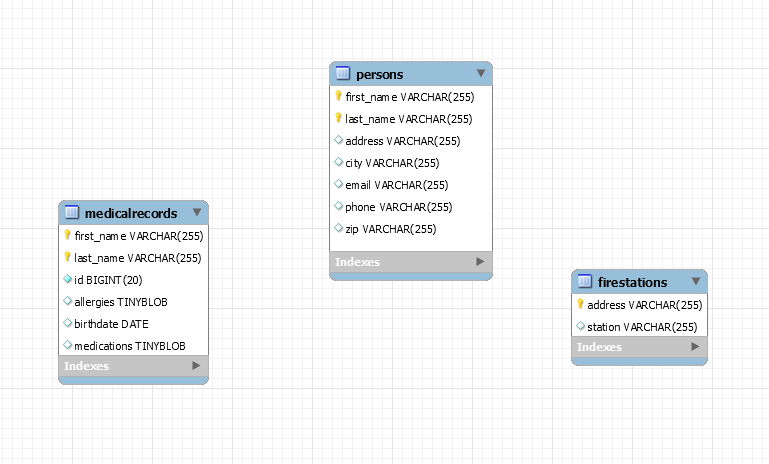 persons
first_name VARCHAR(255)
last_name VARCHAR(255)
address VARCHAR(255)
city VARCHAR(255)
email VARCHAR(255)
phone VARCHAR(255)
zip VARCHAR(255)
Indexes
medicalrecords
first_name VARCHAR(255)
last_name VARCHAR(255)
id BIGINT(20)
allergies TINYBLOB
birthdate DATE
medications TINYBLOB
Indexes
firestations
address VARCHAR(255)
station VARCHAR(255)
Indexes